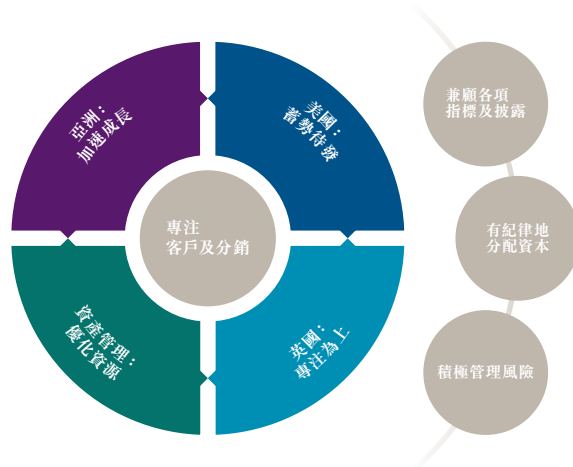 亞洲：
加速成長
美國：
蓄勢待發
專注
客戶及分銷
資產管理：
優化資源
英國：
專注為上
兼顧各項
指標及披露
有紀律地
分配資本
積極管理風險